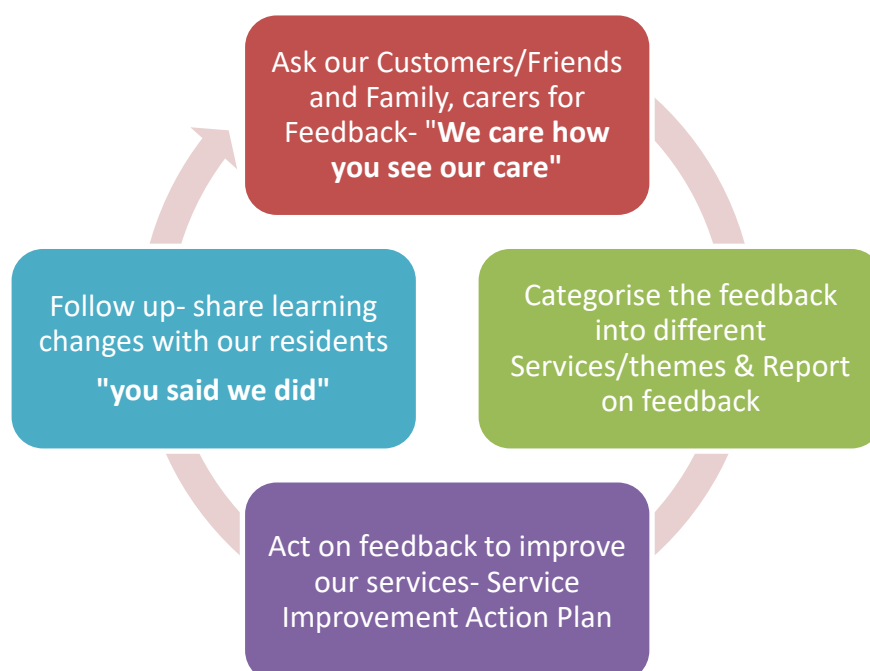 Ask our Customers/Friends
and Family, carers for
Feedback- "We care how
you see our care"
Categorise the feedback
into different
Services/themes & Report
on feedback
Act on feedback to improve
our services- Service
Improvement Action Plan
Follow up- share learning
changes with our residents
"you said we did"